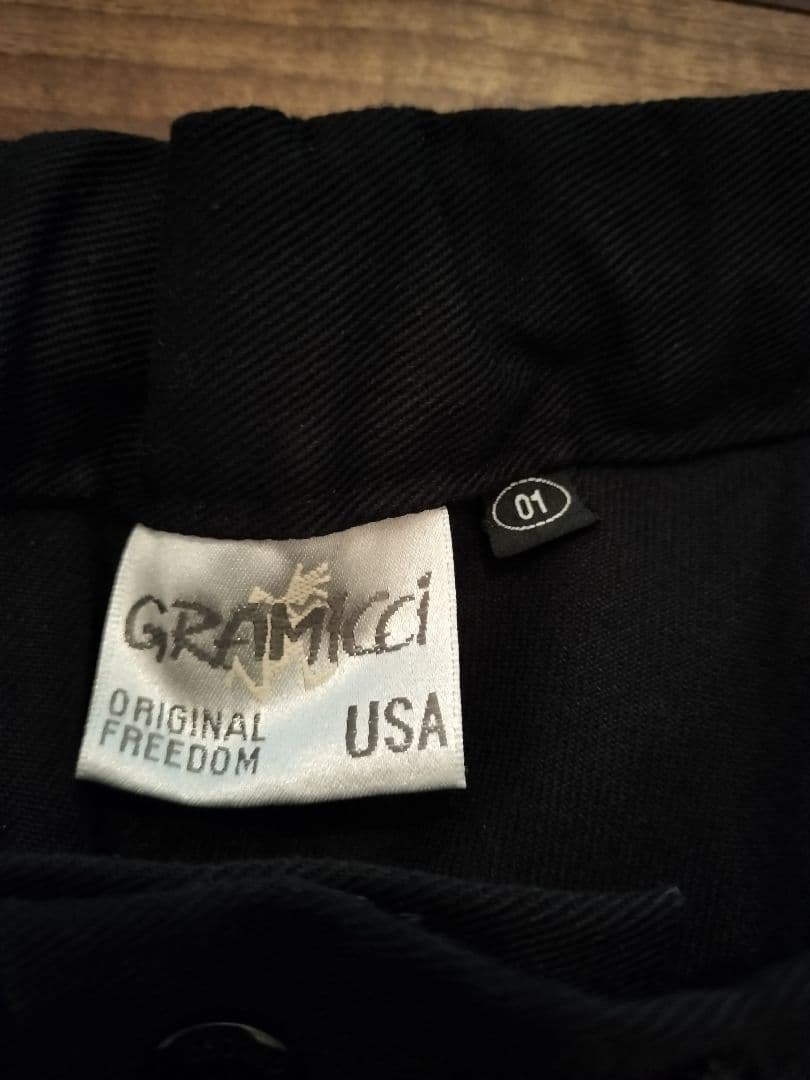 01
GRAMICCI
ORIGINAL
FREEDOM
USA